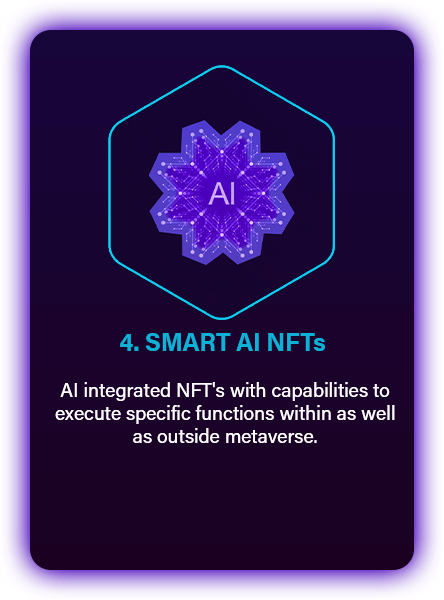 AI
4. SMART AI NFTs
AI integrated NFT's with capabilities to
execute specific functions within as well
as outside metaverse.